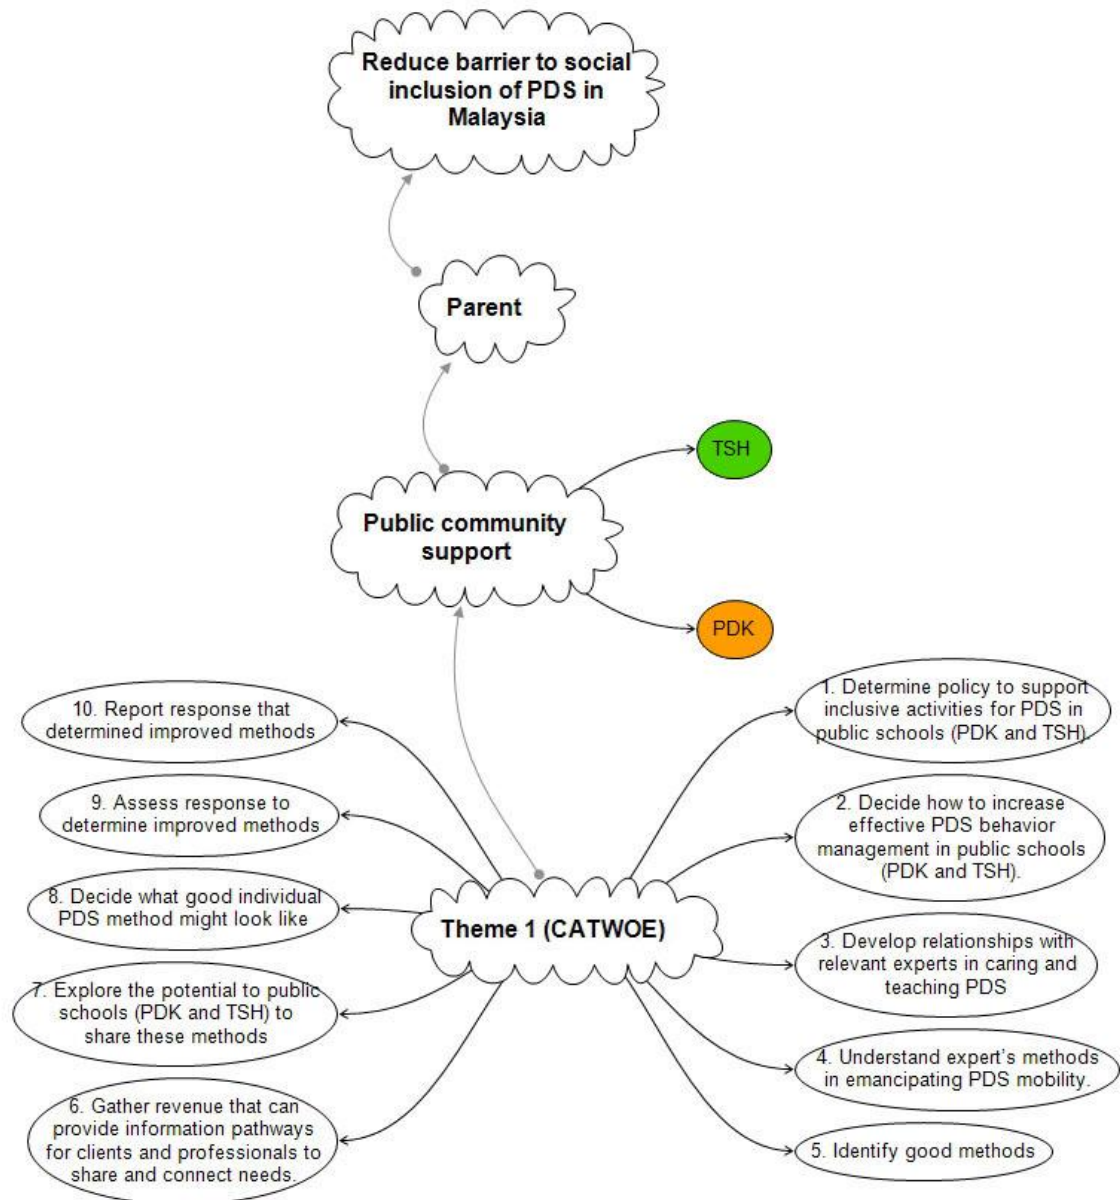 Reduce barrier to social
inclusion of PDS in
Malaysia
Parent
TSH
Public community
support
PDK
10. Report response that
determined improved methods
9. Assess response to
determine improved methods
8. Decide what good individual
PDS method might look like
7. Explore the potential to public
schools (PDK and TSH) to
share these methods
6. Gather revenue that can
provide information pathways
for clients and professionals to
share and connect needs.
Theme 1 (CATWOE)
1. Determine policy to support
inclusive activities for PDS in
public schools (PDK and TSH).
2. Decide how to increase
effective PDS behavior
management in public schools
(PDK and TSH).
3. Develop relationships with
relevant experts in caring and
teaching PDS
4. Understand expert's methods
in emancipating PDS mobility.
5. Identify good methods